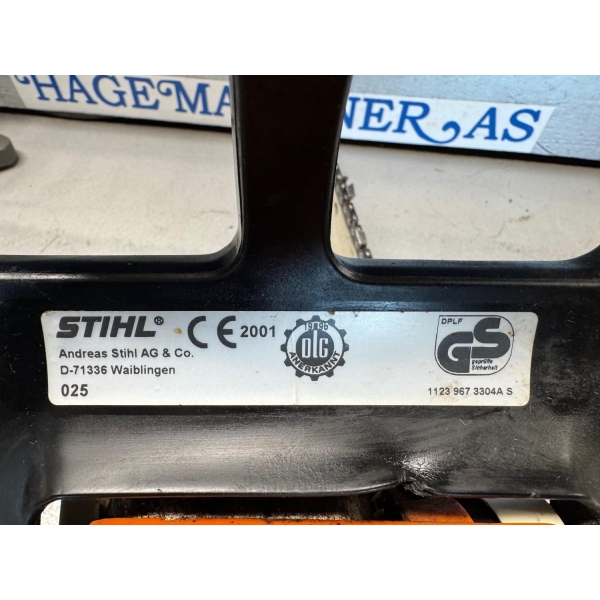 HAGEMA NER AS
STIHL® CE 2001
Andreas Stihl AG & Co.
D-71336 Waiblingen
025
1996
DLG
ANERKANNT
DPLF
GS
geprüfte
Sicherheit
1123 967 3304A S